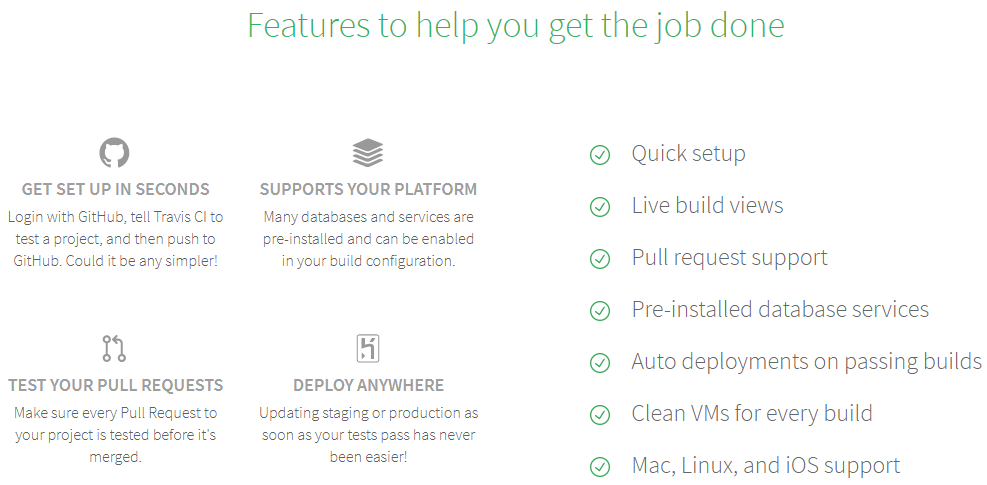 Features to help you get the job done
GET SET UP IN SECONDS
Login with GitHub, tell Travis CI to
test a project, and then push to
GitHub. Could it be any simpler!
SUPPORTS YOUR PLATFORM
Many databases and services are
pre-installed and can be enabled
in your build configuration.
TEST YOUR PULL REQUESTS
Make sure every Pull Request to
your project is tested before it's
merged.
DEPLOY ANYWHERE
Updating staging or production as
soon as your tests pass has never
been easier!
Quick setup
Live build views
Pull request support
Pre-installed database services
Auto deployments on passing builds
Clean VMs for every build
Mac, Linux, and iOS support